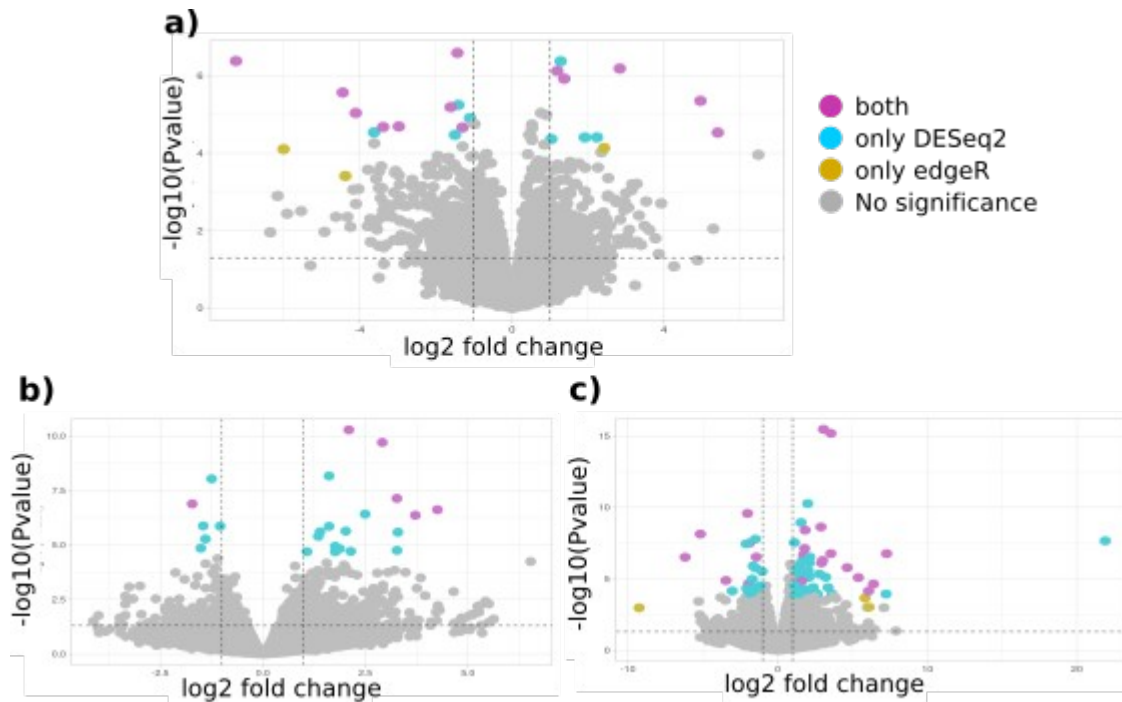 a)
-log10(Pvalue)
6
4
2
0
-4
0
4
log2 fold change
both
only DESeq2
only edgeR
No significance
b)
-log10(Pvalue)
10.0
7.5
5.0
2.5
0.0
-2.5
0.0
2.5
5.0
log2 fold change
c)
-log10(Pvalue)
15
10
5
0
-10
0
10
20
log2 fold change